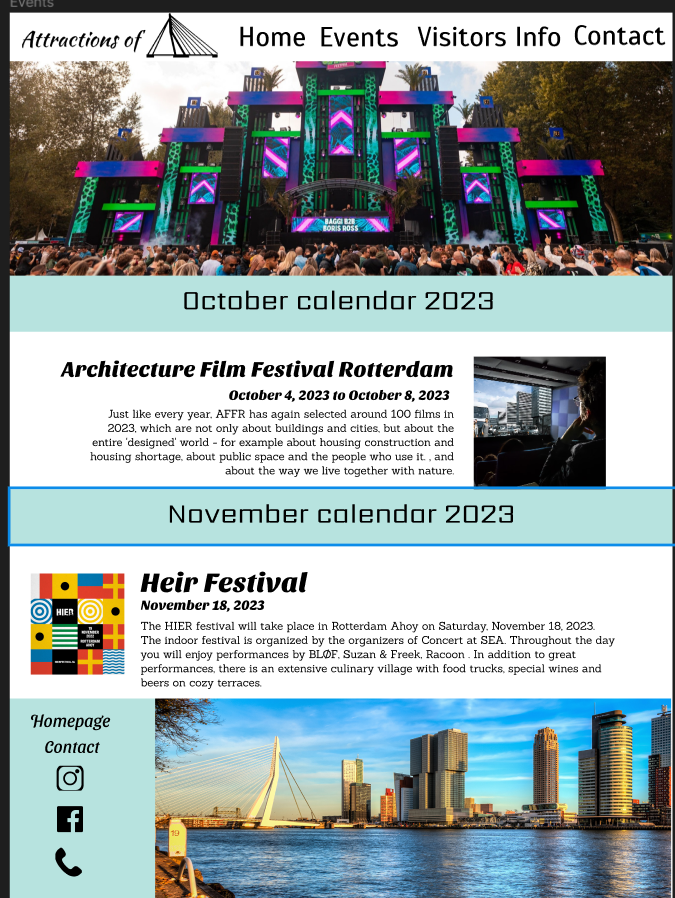 Events
Attractions of
Home Events Visitors Info Contact
BAGGI B2B
BORIS ROSS
October calendar 2023
Architecture Film Festival Rotterdam
October 4, 2023 to October 8, 2023
Just like every year, AFFR has again selected around 100 films in
2023, which are not only about buildings and cities, but about the
entire 'designed' world - for example about housing construction and
housing shortage, about public space and the people who use it. , and
about the way we live together with nature.
November calendar 2023
Heir Festival
November 18, 2023
HIER
The HIER festival will take place in Rotterdam Ahoy on Saturday, November 18, 2023.
The indoor festival is organized by the organizers of Concert at SEA. Throughout the day
you will enjoy performances by BLØF, Suzan & Freek, Racoon . In addition to great
performances, there is an extensive culinary village with food trucks, special wines and
beers on cozy terraces.
Homepage
Contact
19